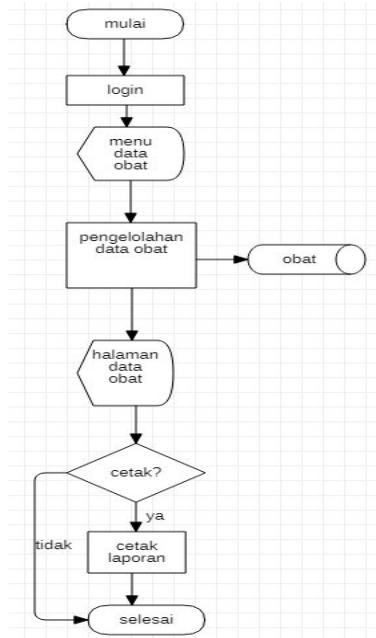 mulai
login
menu
data
obat
pengelolahan
data obat
obat
halaman
data
obat
cetak?
ya
tidak
cetak
laporan
selesai